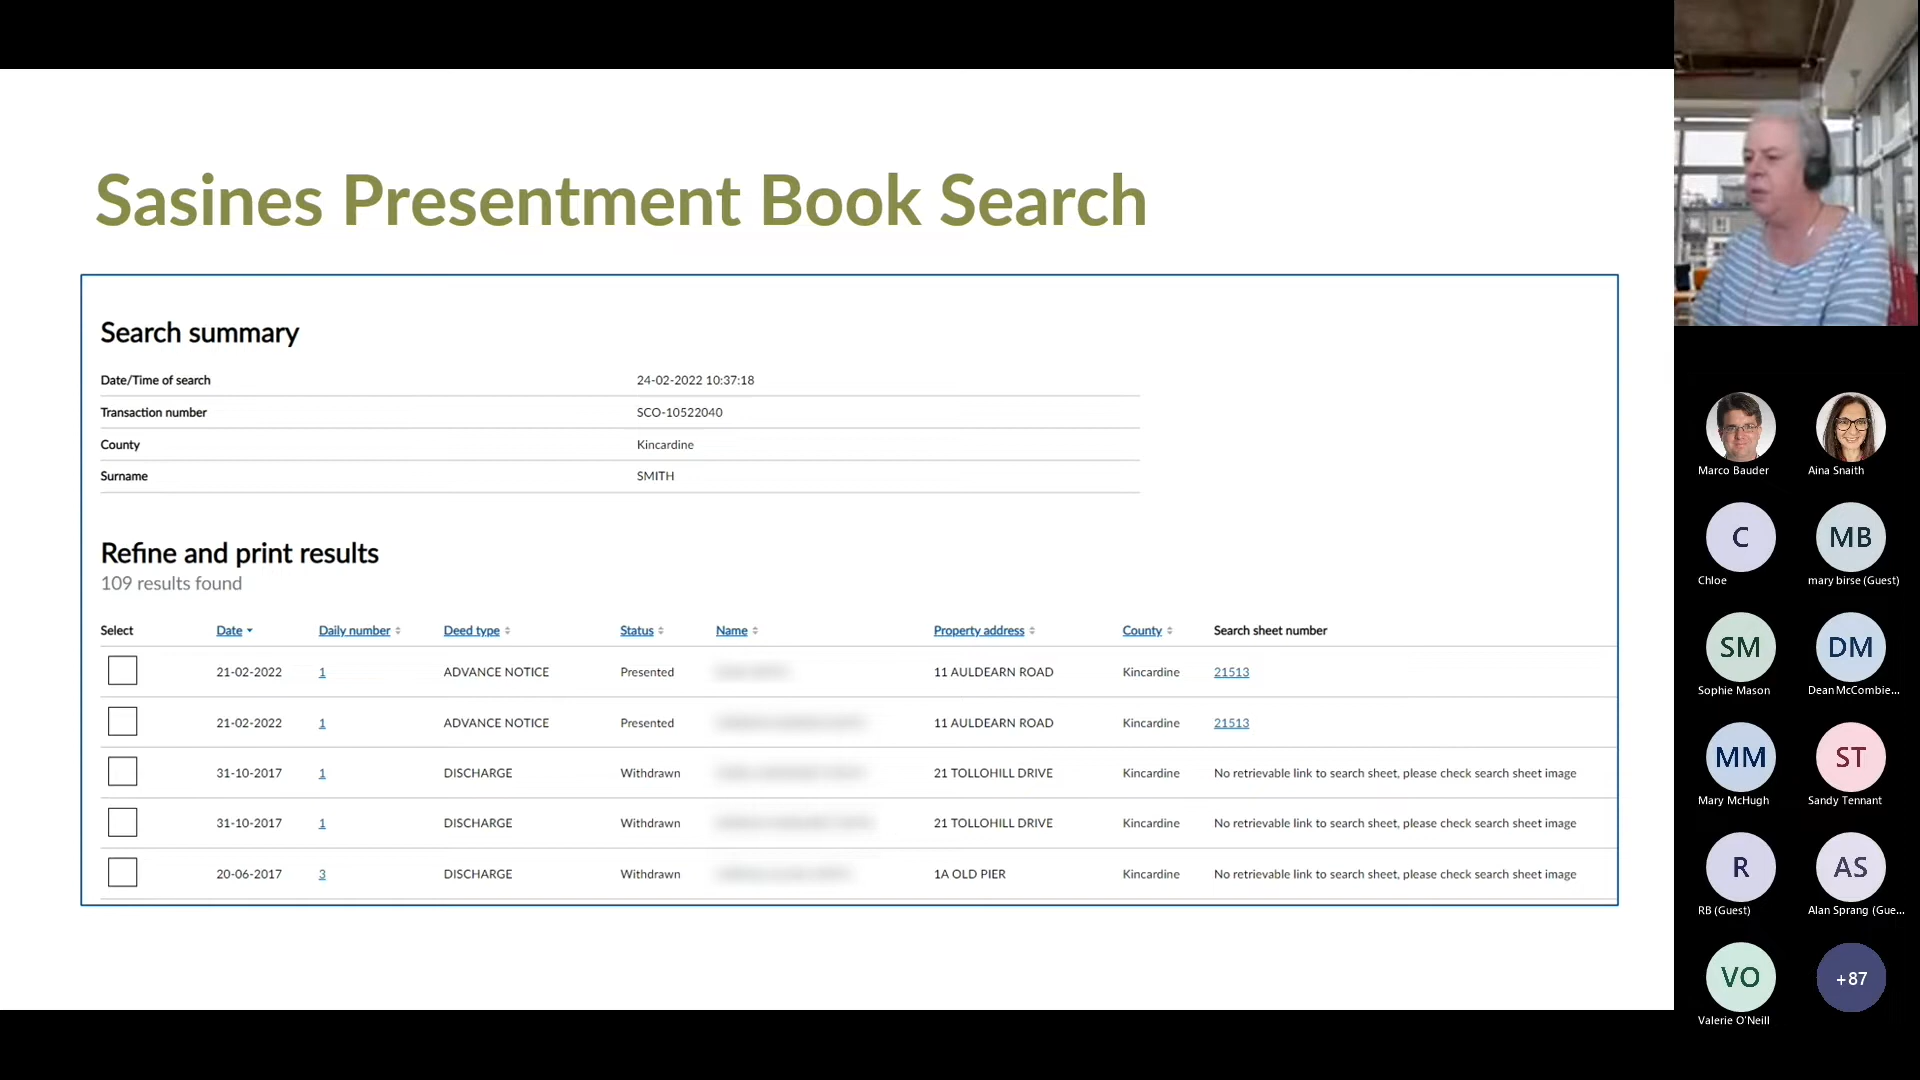 Sasines Presentment Book Search
Search summary
Date/Time of search 24-02-2022 10:37:18
Transaction number SCO-10522040
County Kincardine
Surname SMITH
Refine and print results
109 results found
Select Date Daily number Deed type Status Name Property address County Search sheet number
21-02-2022 1 ADVANCE NOTICE Presented 11 AULDEARN ROAD Kincardine 21513
21-02-2022 1 ADVANCE NOTICE Presented 11 AULDEARN ROAD Kincardine 21513
31-10-2017 1 DISCHARGE Withdrawn 21 TOLLOHILL DRIVE Kincardine No retrievable link to search sheet, please check search sheet image
31-10-2017 1 DISCHARGE Withdrawn 21 TOLLOHILL DRIVE Kincardine No retrievable link to search sheet, please check search sheet image
20-06-2017 3 DISCHARGE Withdrawn 1A OLD PIER Kincardine No retrievable link to search sheet, please check search sheet image
Marco Bauder Aina Snaith
C MB
Chloe mary birse (Guest)
SM DM
Sophie Mason Dean McCombie...
MM ST
Mary McHugh Sandy Tennant
R AS
RB (Guest) Alan Sprang (Gue...
VO +87
Valerie O'Neill